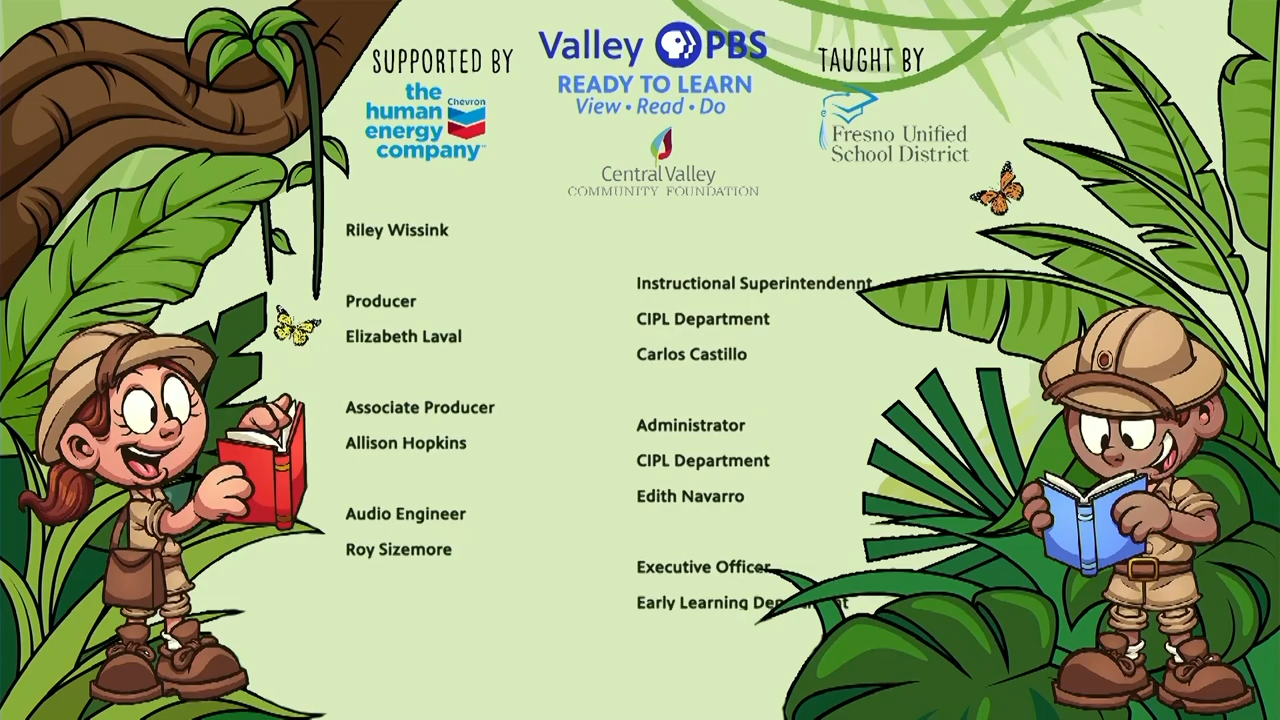 SUPPORTED BY
the
human
energy
company™
Chevron
Valley PBS
READY TO LEARN
View • Read • Do
Central Valley
COMMUNITY FOUNDATION
TAUGHT BY
Fresno Unified
School District
Riley Wissink
Producer
Elizabeth Laval
Associate Producer
Allison Hopkins
Audio Engineer
Roy Sizemore
Instructional Superintendennt
CIPL Department
Carlos Castillo
Administrator
CIPL Department
Edith Navarro
Executive Officer
Early Learning Department